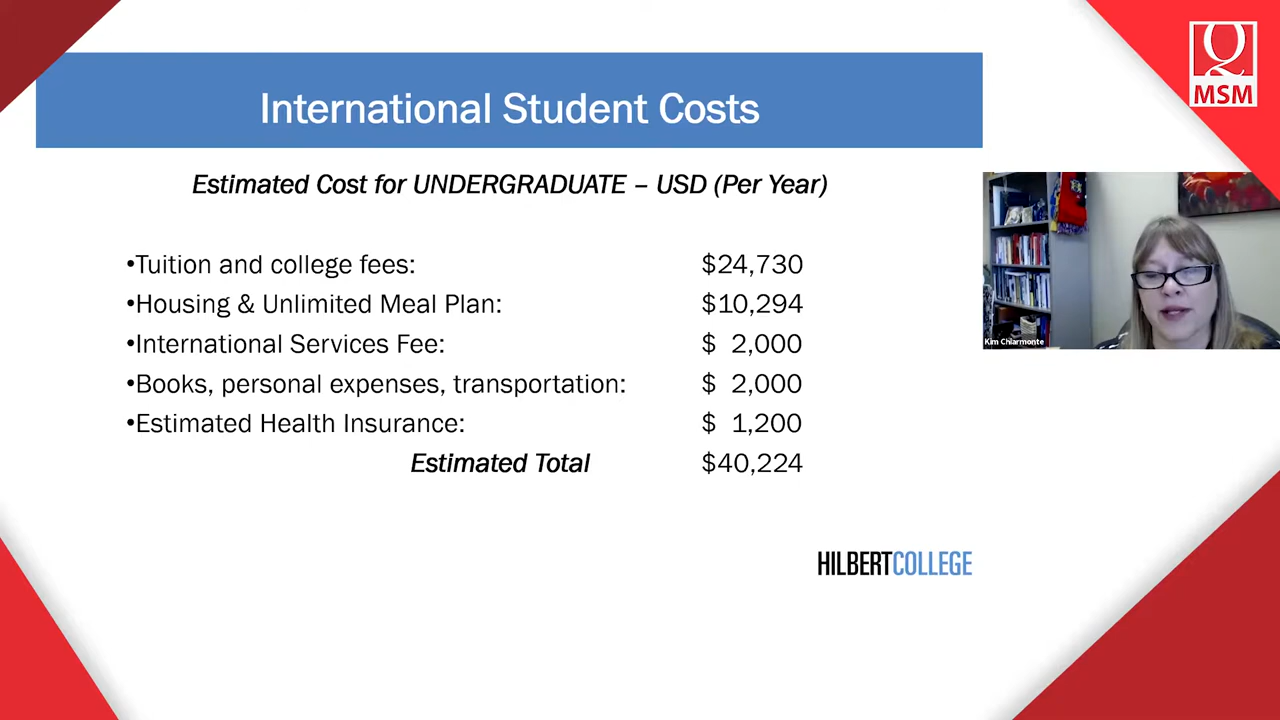 Q
MSM
International Student Costs
Estimated Cost for UNDERGRADUATE – USD (Per Year)
•Tuition and college fees: $24,730
•Housing & Unlimited Meal Plan: $10,294
•International Services Fee: $ 2,000
•Books, personal expenses, transportation: $ 2,000
•Estimated Health Insurance: $ 1,200
Estimated Total $40,224
Kim Chiarmonte
HILBERTCOLLEGE